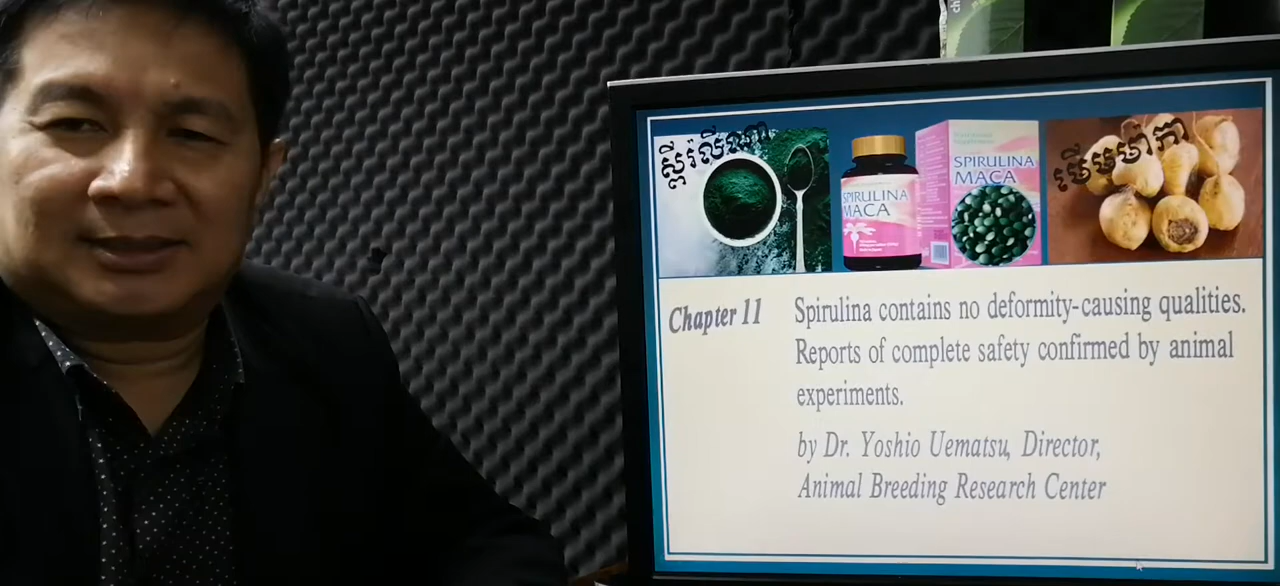 ស្ពីរ៉ូលីណា
SPIRULINA
MACA
SPIRULINA
MACA
មើមម៉ាកា
Chapter 11
Spirulina contains no deformity-causing qualities.
Reports of complete safety confirmed by animal
experiments.
by Dr. Yoshio Uematsu, Director,
Animal Breeding Research Center